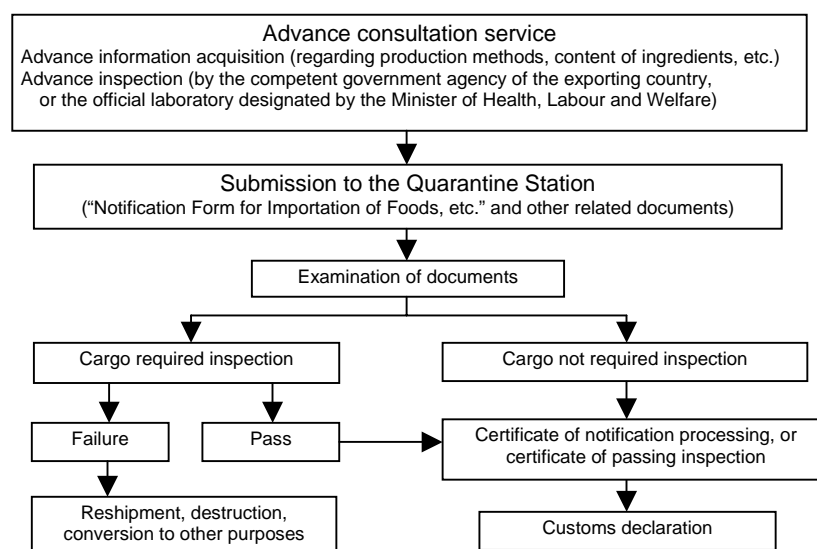 Advance consultation service
Advance information acquisition (regarding production methods, content of ingredients, etc.)
Advance inspection (by the competent government agency of the exporting country,
or the official laboratory designated by the Minister of Health, Labour and Welfare)
Submission to the Quarantine Station
(“Notification Form for Importation of Foods, etc.” and other related documents)
Examination of documents
Cargo required inspection
Cargo not required inspection
Failure
Pass
Certificate of notification processing, or
certificate of passing inspection
Reshipment, destruction,
conversion to other purposes
Customs declaration